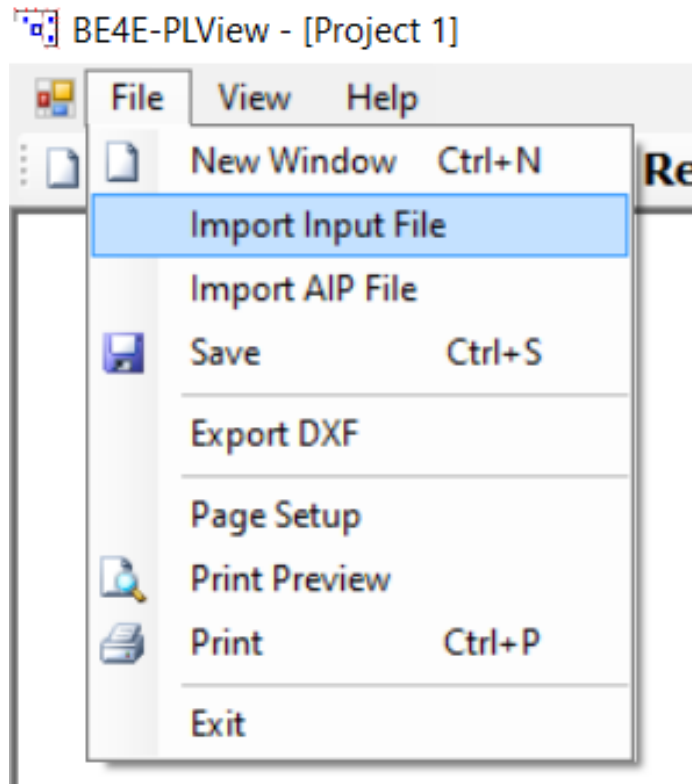 BE4E-PLView - [Project 1]
File View Help
New Window Ctrl+N
Re
Import Input File
Import AIP File
Save Ctrl+S
Export DXF
Page Setup
Print Preview
Print Ctrl+P
Exit